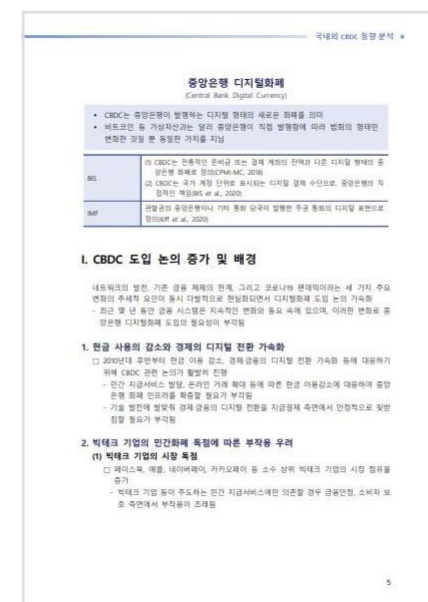 국내외 CBDC 동향 분석
중앙은행 디지털화폐
(Central Bank Digital Currency)
• CBDC는 중앙은행이 발행하는 디지털 형태의 새로운 화폐를 의미
• 비트코인 등 가상자산과는 달리 중앙은행이 직접 발행함에 따라 법화의 형태만
변화한 것일 뿐 동일한 가치를 지님
BIS
(1) CBDC는 전통적인 준비금 또는 결제 계좌의 잔액과 다른 디지털 형태의 중
앙은행 화폐로 정의(CPMI-MC, 2018)
(2) CBDC는 국가 계정 단위로 표시되는 디지털 결제 수단으로, 중앙은행의 직
접적인 책임(BIS et al., 2020)
IMF
관할권의 중앙은행이나 기타 통화 당국이 발행한 주권 통화의 디지털 표현으로
정의(Kiff et al., 2020)
I. CBDC 도입 논의 증가 및 배경
네트워크의 발전, 기존 금융 체제의 한계, 그리고 코로나19 팬데믹이라는 세 가지 주요
변화의 추세적 요인이 동시 다발적으로 현실화되면서 디지털화폐 도입 논의 가속화
- 최근 몇 년 동안 금융 시스템은 지속적인 변화와 동요 속에 있으며, 이러한 변화로 중
앙은행 디지털화폐 도입의 필요성이 부각됨
1. 현금 사용의 감소와 경제의 디지털 전환 가속화
□ 2010년대 후반부터 현금 이용 감소, 경제·금융의 디지털 전환 가속화 등에 대응하기
위해 CBDC 관련 논의가 활발히 진행
- 민간 지급서비스 발달, 온라인 거래 확대 등에 따른 현금 이용감소에 대응하여 중앙
은행 화폐 인프라를 확충할 필요가 부각됨
- 기술 발전에 발맞춰 경제·금융의 디지털 전환을 지급결제 측면에서 안정적으로 뒷받
침할 필요가 부각됨
2. 빅테크 기업의 민간화폐 독점에 따른 부작용 우려
(1) 빅테크 기업의 시장 독점
□ 페이스북, 애플, 네이버페이, 카카오페이 등 소수 상위 빅테크 기업의 시장 점유율
증가
- 빅테크 기업 등이 주도하는 민간 지급서비스에만 의존할 경우 금융안정, 소비자 보
호 측면에서 부작용이 초래됨
5